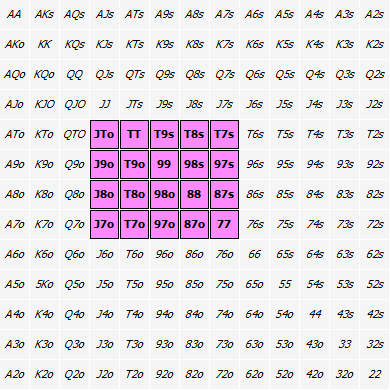 AA AKs AQs AJs ATs A9s A8s A7s A6s A5s A4s A3s A2s
AKo KK KQs KJs KTs K9s K8s K7s K6s K5s K4s K3s K2s
AQo KQo QQ QJs QTs Q9s Q8s Q7s Q6s Q5s Q4s Q3s Q2s
AJo KJO QJO JJ JTs J9s J8s J7s J6s J5s J4s J3s J2s
ATo KTo QTO JTo TT T9s T8s T7s T6s T5s T4s T3s T2s
A9o K9o Q9o J9o T9o 99 98s 97s 96s 95s 94s 93s 92s
A8o K8o Q8o J8o T8o 98o 88 87s 86s 85s 84s 83s 82s
A7o K7o Q7o J7o T7o 97o 87o 77 76s 75s 74s 73s 72s
A6o K6o Q6o J6o T6o 96o 86o 76o 66 65s 64s 63s 62s
A5o 5Ko Q5o J5o T5o 95o 85o 75o 65o 55 54s 53s 52s
A4o K4o Q4o J4o T4o 94o 84o 74o 64o 54o 44 43s 42s
A3o K3o Q3o J3o T3o 93o 83o 73o 63o 53o 43o 33 32s
A2o K2o Q2o J2o T2o 92o 82o 72o 62o 52o 42o 32o 22